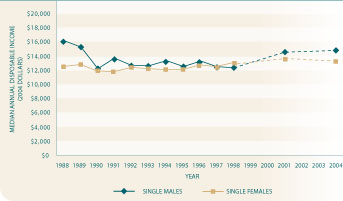 $20,000
$18,000
$16,000
$14,000
$12,000
$10,000
$8,000
$6,000
$4,000
$2,000
$0
MEDIAN ANNUAL DISPOSABLE INCOME
(2004 DOLLARS)
1988 1989 1990 1991 1992 1993 1994 1995 1996 1997 1998 1999 2000 2001 2002 2003 2004
YEAR
SINGLE MALES SINGLE FEMALES